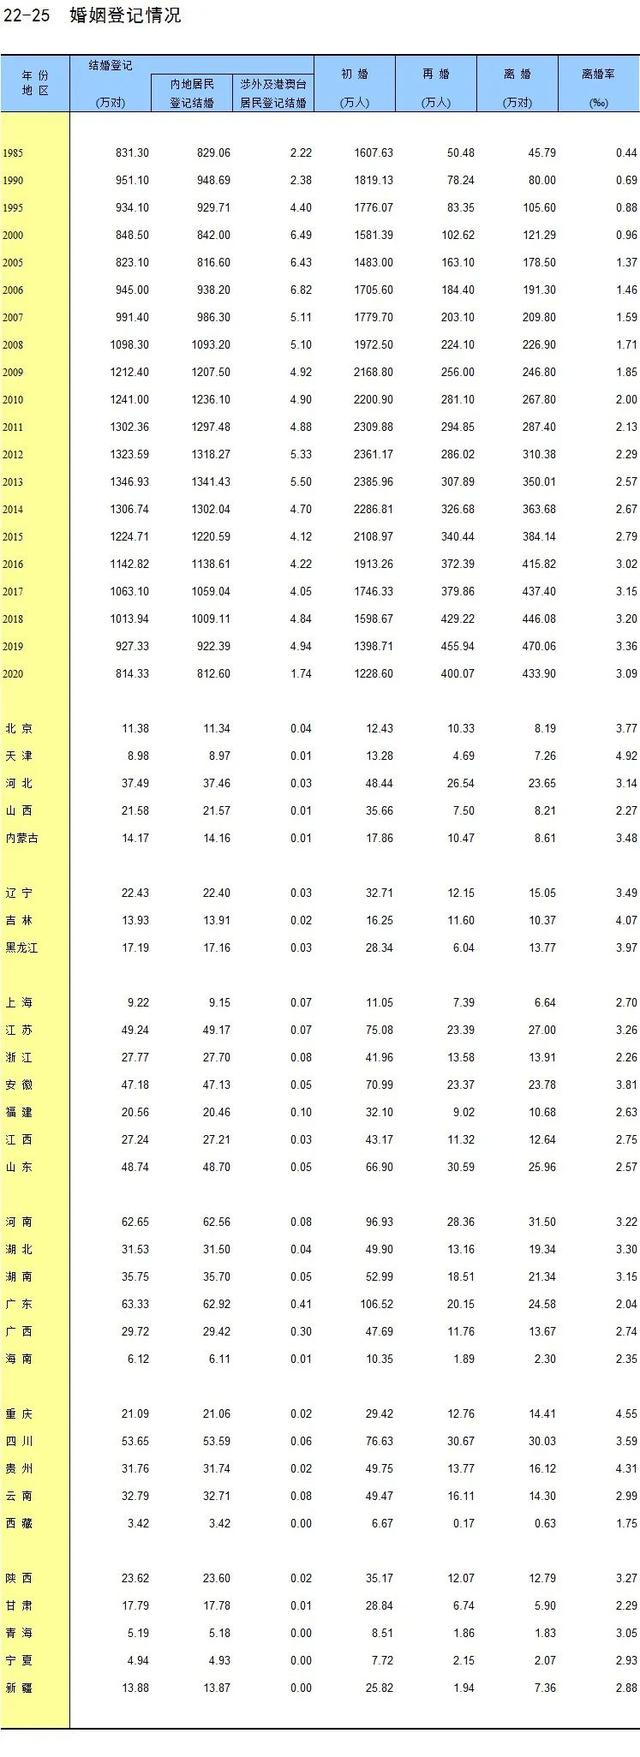 22-25 婚姻登记情况
年 份 地 区 结婚登记 (万对) 内地居民登记结婚 涉外及港澳台居民登记结婚 初 婚 (万人) 再 婚 (万人) 离 婚 (万对) 离婚率 (‰)
1985 831.30 829.06 2.22 1607.63 50.48 45.79 0.44
1990 951.10 948.69 2.38 1819.13 78.24 80.00 0.69
1995 934.10 929.71 4.40 1776.07 83.35 105.60 0.88
2000 848.50 842.00 6.49 1581.39 102.62 121.29 0.96
2005 823.10 816.60 6.43 1483.00 163.10 178.50 1.37
2006 945.00 938.20 6.82 1705.60 184.40 191.30 1.46
2007 991.40 986.30 5.11 1779.70 203.10 209.80 1.59
2008 1098.30 1093.20 5.10 1972.50 224.10 226.90 1.71
2009 1212.40 1207.50 4.92 2168.80 256.00 246.80 1.85
2010 1241.00 1236.10 4.90 2200.90 281.10 267.80 2.00
2011 1302.36 1297.48 4.88 2309.88 294.85 287.40 2.13
2012 1323.59 1318.27 5.33 2361.17 286.02 310.38 2.29
2013 1346.93 1341.43 5.50 2385.96 307.89 350.01 2.57
2014 1306.74 1302.04 4.70 2286.81 326.68 363.68 2.67
2015 1224.71 1220.59 4.12 2108.97 340.44 384.14 2.79
2016 1142.82 1138.61 4.22 1913.26 372.39 415.82 3.02
2017 1063.10 1059.04 4.05 1746.33 379.86 437.40 3.15
2018 1013.94 1009.11 4.84 1598.67 429.22 446.08 3.20
2019 927.33 922.39 4.94 1398.71 455.94 470.06 3.36
2020 814.33 812.60 1.74 1228.60 400.07 433.90 3.09
北 京 11.38 11.34 0.04 12.43 10.33 8.19 3.77
天 津 8.98 8.97 0.01 13.28 4.69 7.26 4.92
河 北 37.49 37.46 0.03 48.44 26.54 23.65 3.14
山 西 21.58 21.57 0.01 35.66 7.50 8.21 2.27
内蒙古 14.17 14.16 0.01 17.86 10.47 8.61 3.48
辽 宁 22.43 22.40 0.03 32.71 12.15 15.05 3.49
吉 林 13.93 13.91 0.02 16.25 11.60 10.37 4.07
黑龙江 17.19 17.16 0.03 28.34 6.04 13.77 3.97
上 海 9.22 9.15 0.07 11.05 7.39 6.64 2.70
江 苏 49.24 49.17 0.07 75.08 23.39 27.00 3.26
浙 江 27.77 27.70 0.08 41.96 13.58 13.91 2.26
安 徽 47.18 47.13 0.05 70.99 23.37 23.78 3.81
福 建 20.56 20.46 0.10 32.10 9.02 10.68 2.63
江 西 27.24 27.21 0.03 43.17 11.32 12.64 2.75
山 东 48.74 48.70 0.05 66.90 30.59 25.96 2.57
河 南 62.65 62.56 0.08 96.93 28.36 31.50 3.22
湖 北 31.53 31.50 0.04 49.90 13.16 19.34 3.30
湖 南 35.75 35.70 0.05 52.99 18.51 21.34 3.15
广 东 63.33 62.92 0.41 106.52 20.15 24.58 2.04
广 西 29.72 29.42 0.30 47.69 11.76 13.67 2.74
海 南 6.12 6.11 0.01 10.35 1.89 2.30 2.35
重 庆 21.09 21.06 0.02 29.42 12.76 14.41 4.55
四 川 53.65 53.59 0.06 76.63 30.67 30.03 3.59
贵 州 31.76 31.74 0.02 49.75 13.77 16.12 4.31
云 南 32.79 32.71 0.08 49.47 16.11 14.30 2.99
西 藏 3.42 3.42 0.00 6.67 0.17 0.63 1.75
陕 西 23.62 23.60 0.02 35.17 12.07 12.79 3.27
甘 肃 17.79 17.78 0.01 28.84 6.74 5.90 2.29
青 海 5.19 5.18 0.00 8.51 1.86 1.83 3.05
宁 夏 4.94 4.93 0.00 7.72 2.15 2.07 2.93
新 疆 13.88 13.87 0.00 25.82 1.94 7.36 2.88